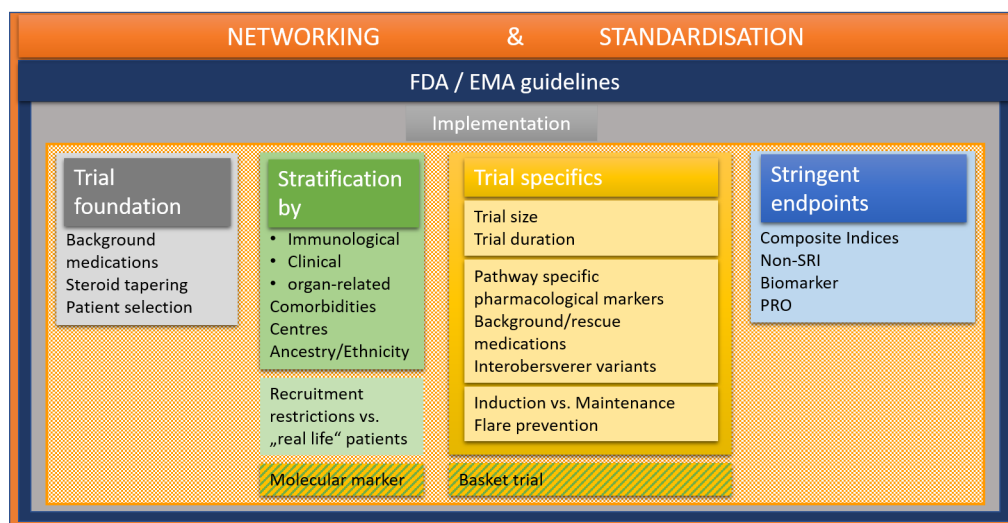 NETWORKING & STANDARDISATION
FDA / EMA guidelines
Implementation
Trial
foundation
Background
medications
Steroid tapering
Patient selection
Stratification
by
• Immunological
• Clinical
• organ-related
Comorbidities
Centres
Ancestry/Ethnicity
Recruitment
restrictions vs.
„real life“ patients
Molecular marker
Trial specifics
Trial size
Trial duration
Pathway specific
pharmacological markers
Background/rescue
medications
Interobersverer variants
Induction vs. Maintenance
Flare prevention
Basket trial
Stringent
endpoints
Composite Indices
Non-SRI
Biomarker
PRO